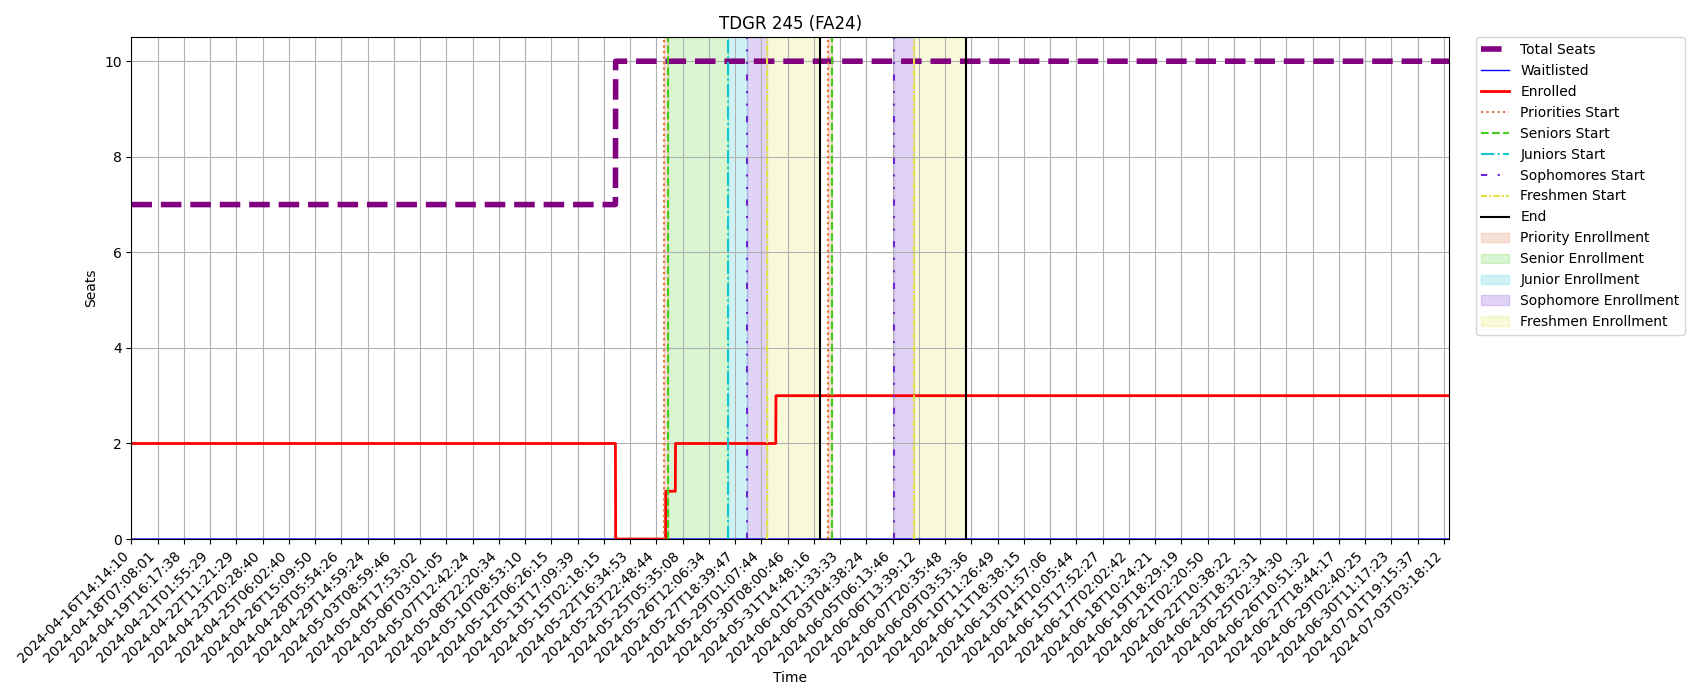 TDGR 245 (FA24)
Seats
10
8
6
4
2
0
2024-04-16T14:14:10
2024-04-18T07:08:01
2024-04-19T16:17:38
2024-04-21T01:55:29
2024-04-22T11:21:29
2024-04-23T20:28:40
2024-04-25T06:02:40
2024-04-26T15:09:50
2024-04-28T05:54:26
2024-04-29T14:59:24
2024-05-03T08:59:46
2024-05-04T17:53:02
2024-05-06T03:01:05
2024-05-07T12:42:24
2024-05-08T22:20:34
2024-05-10T08:53:10
2024-05-12T06:26:15
2024-05-13T17:09:39
2024-05-15T02:18:15
2024-05-22T16:34:53
2024-05-23T22:48:44
2024-05-25T05:35:08
2024-05-26T12:06:34
2024-05-27T18:39:47
2024-05-29T01:07:44
2024-05-30T08:00:46
2024-05-31T14:48:16
2024-06-01T21:33:33
2024-06-03T04:38:24
2024-06-05T06:13:46
2024-06-06T13:39:12
2024-06-07T20:35:48
2024-06-09T03:53:36
2024-06-10T11:26:49
2024-06-11T18:38:15
2024-06-13T01:57:06
2024-06-14T10:05:44
2024-06-15T17:52:27
2024-06-17T02:02:42
2024-06-18T10:24:21
2024-06-19T18:29:19
2024-06-21T02:20:50
2024-06-22T10:38:22
2024-06-23T18:32:31
2024-06-25T02:34:30
2024-06-26T10:51:32
2024-06-27T18:44:17
2024-06-29T02:40:25
2024-06-30T11:17:23
2024-07-01T19:15:37
2024-07-03T03:18:12
Time
Total Seats
Waitlisted
Enrolled
Priorities Start
Seniors Start
Juniors Start
Sophomores Start
Freshmen Start
End
Priority Enrollment
Senior Enrollment
Junior Enrollment
Sophomore Enrollment
Freshmen Enrollment